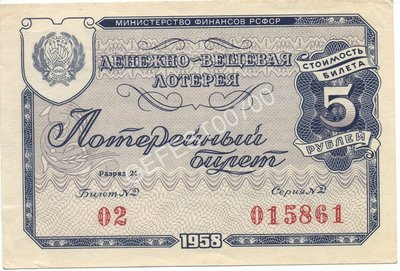 МИНИСТЕРСТВО ФИНАНСОВ РСФСР
ДЕНЕЖНО-ВЕЩЕВАЯ
ЛОТЕРЕЯ
СТОИМОСТЬ
БИЛЕТА
5
РУБЛЕЙ
Лотерейный
билет
Разряд 2
Билет №
Серия №
02
015861
1958